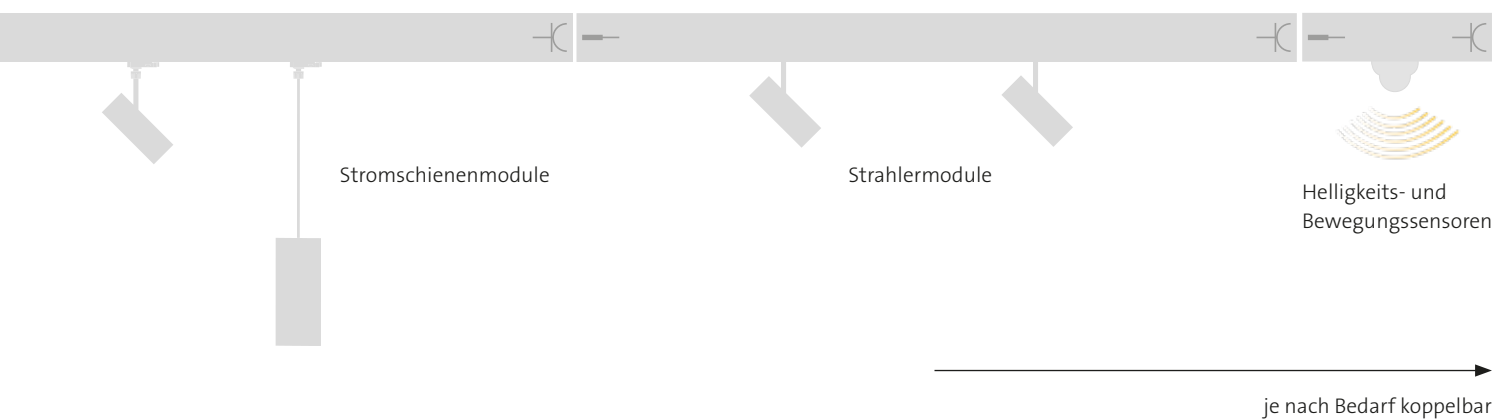 Stromschienenmodule
Strahlermodule
Helligkeits- und
Bewegungssensoren
je nach Bedarf koppelbar